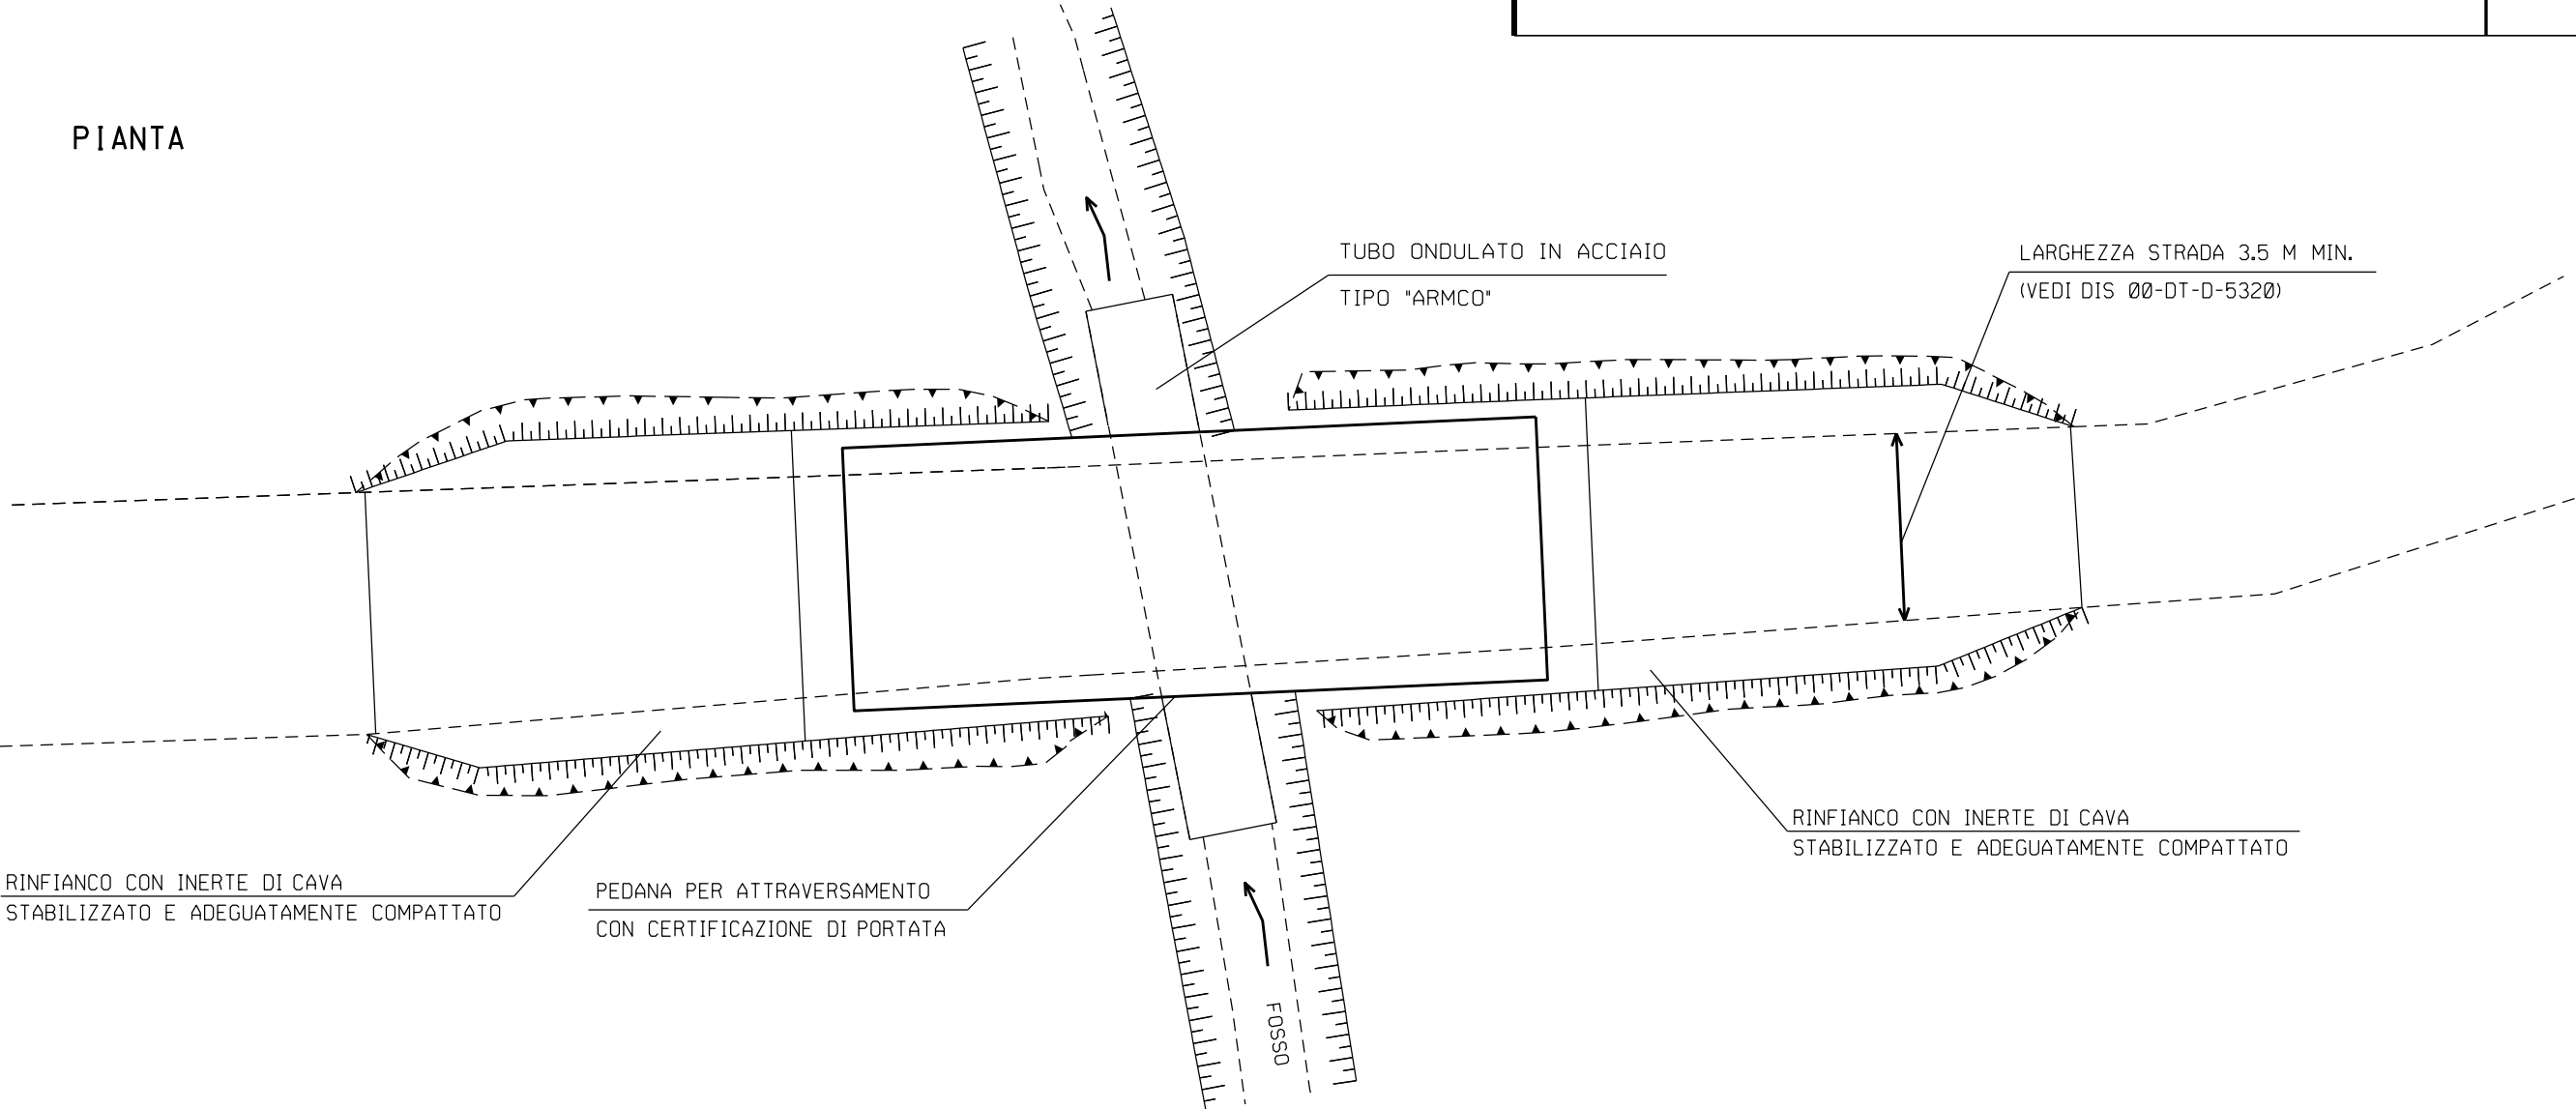 PIANTA
TUBO ONDULATO IN ACCIAIO
TIPO "ARMCO"
LARGHEZZA STRADA 3.5 M MIN.
(VEDI DIS 00-DT-D-5320)
RINFIANCO CON INERTE DI CAVA
STABILIZZATO E ADEGUATAMENTE COMPATTATO
RINFIANCO CON INERTE DI CAVA
STABILIZZATO E ADEGUATAMENTE COMPATTATO
PEDANA PER ATTRAVERSAMENTO
CON CERTIFICAZIONE DI PORTATA
FOSSO